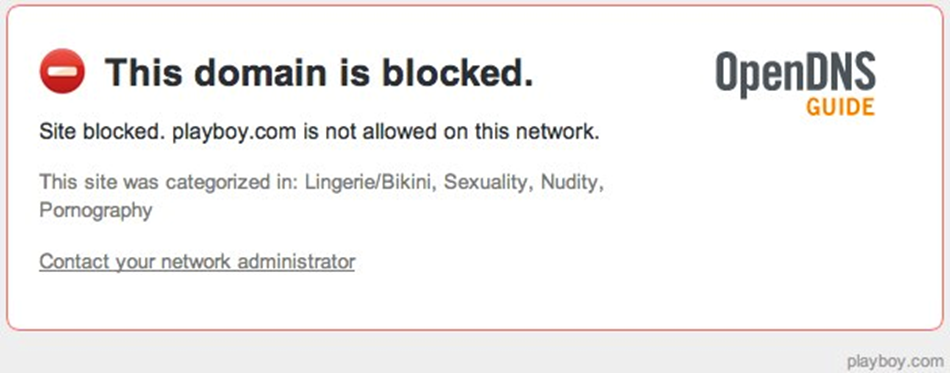 This domain is blocked.
OpenDNS
GUIDE
Site blocked. playboy.com is not allowed on this network.
This site was categorized in: Lingerie/Bikini, Sexuality, Nudity,
Pornography
Contact your network administrator
playboy.com